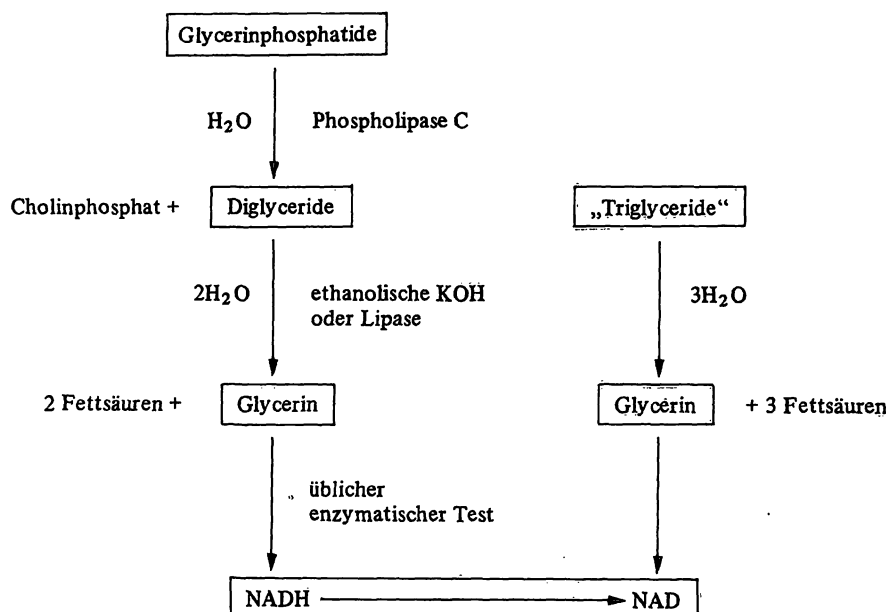 Glycerinphosphatide
H₂O Phospholipase C
Cholinphosphat + Diglyceride „Triglyceride“
2H₂O ethanolische KOH 3H₂O
oder Lipase
2 Fettsäuren + Glycerin Glycerin + 3 Fettsäuren
üblicher
enzymatischer Test
NADH NAD